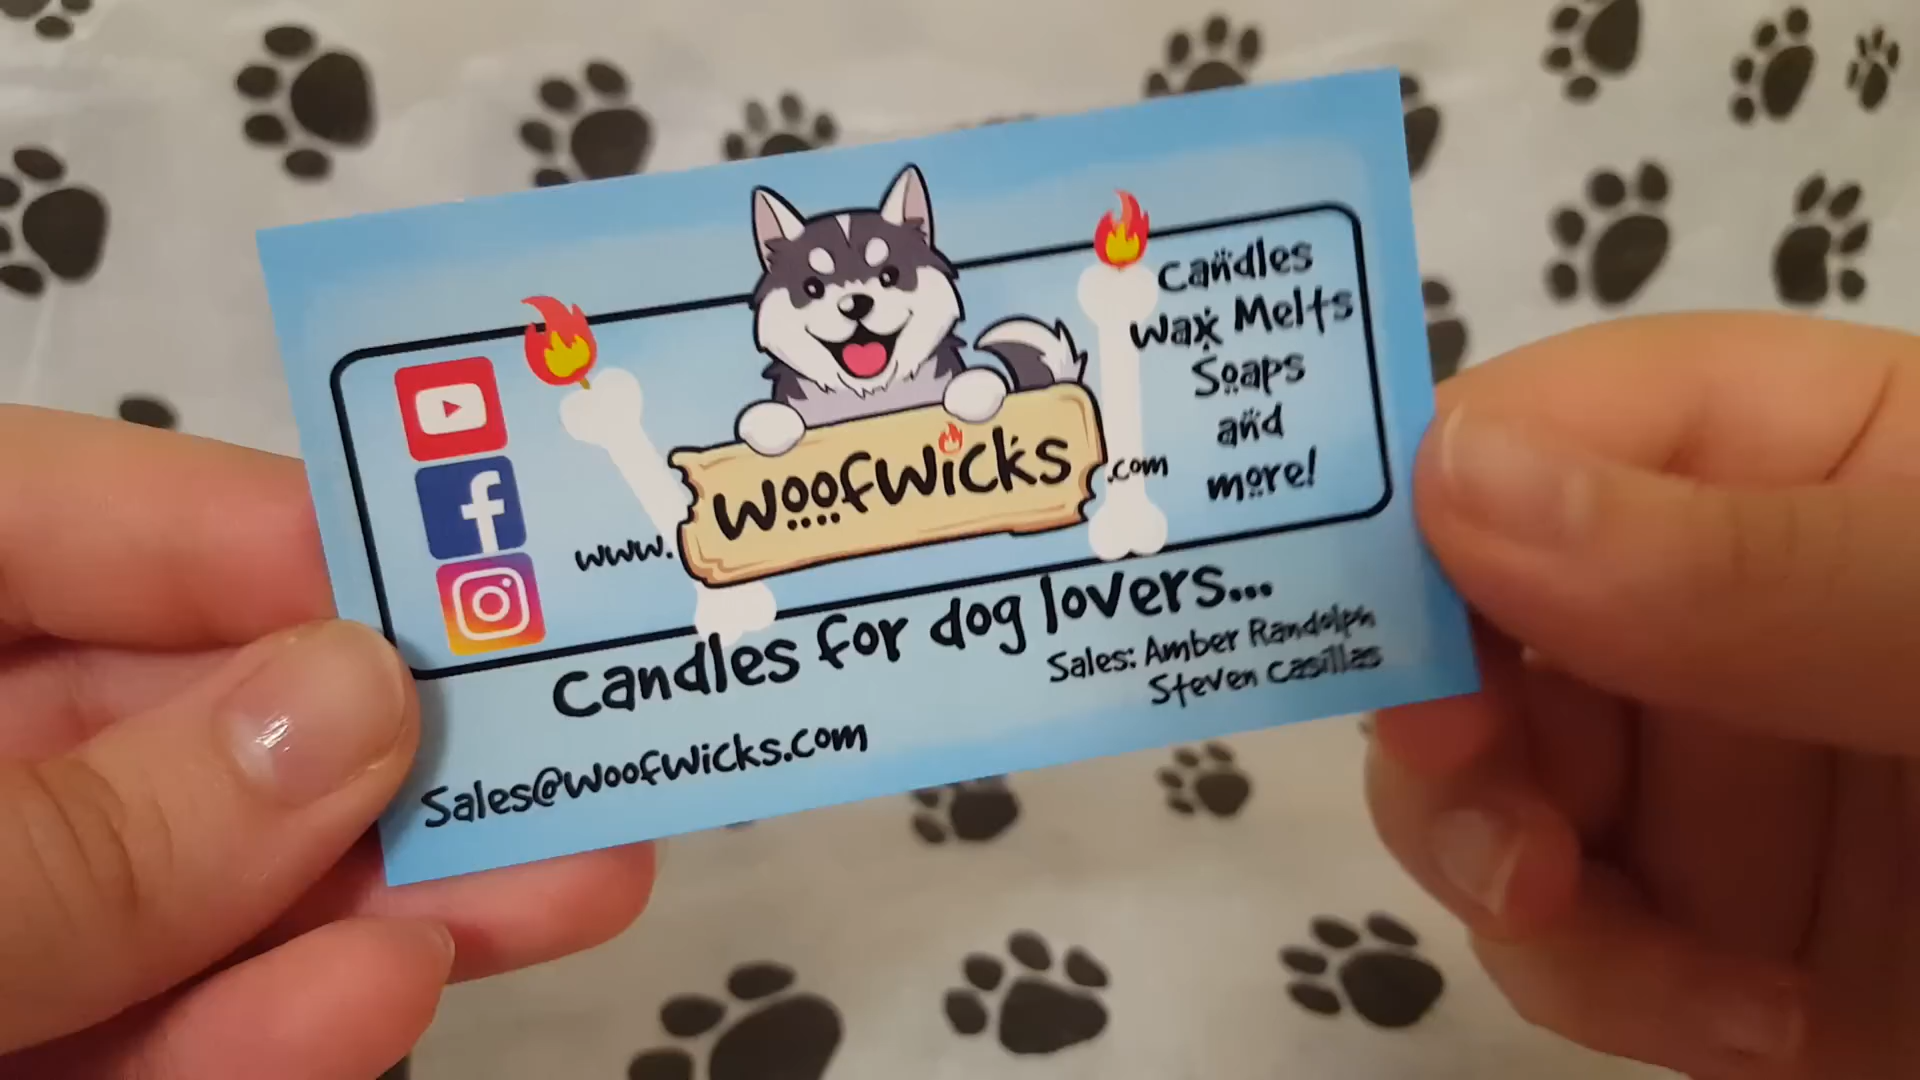 Candles
Wax Melts
Soaps
and
more!
www.woofwicks.com
Candles for dog lovers...
Sales: Amber Randolph
Steven Casillas
Sales@woofwicks.com